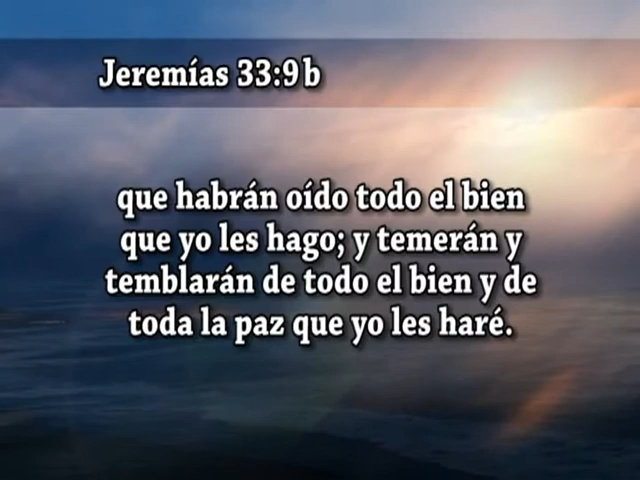 Jeremías 33:9b
que habrán oído todo el bien
que yo les hago; y temerán y
temblarán de todo el bien y de
toda la paz que yo les haré.